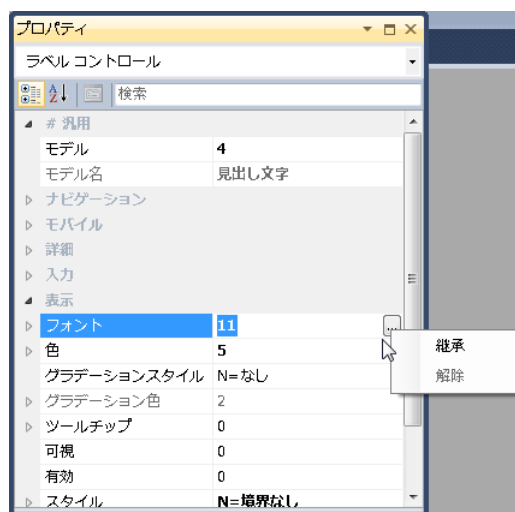 プロパティ
ラベル コントロール
検索
# 汎用
モデル 4
モデル名 見出し文字
ナビゲーション
モバイル
詳細
入力
表示
フォント 11 ...
継承
色 5
解除
グラデーションスタイル N=なし
グラデーション色 2
ツールチップ 0
可視 0
有効 0
スタイル N=境界なし